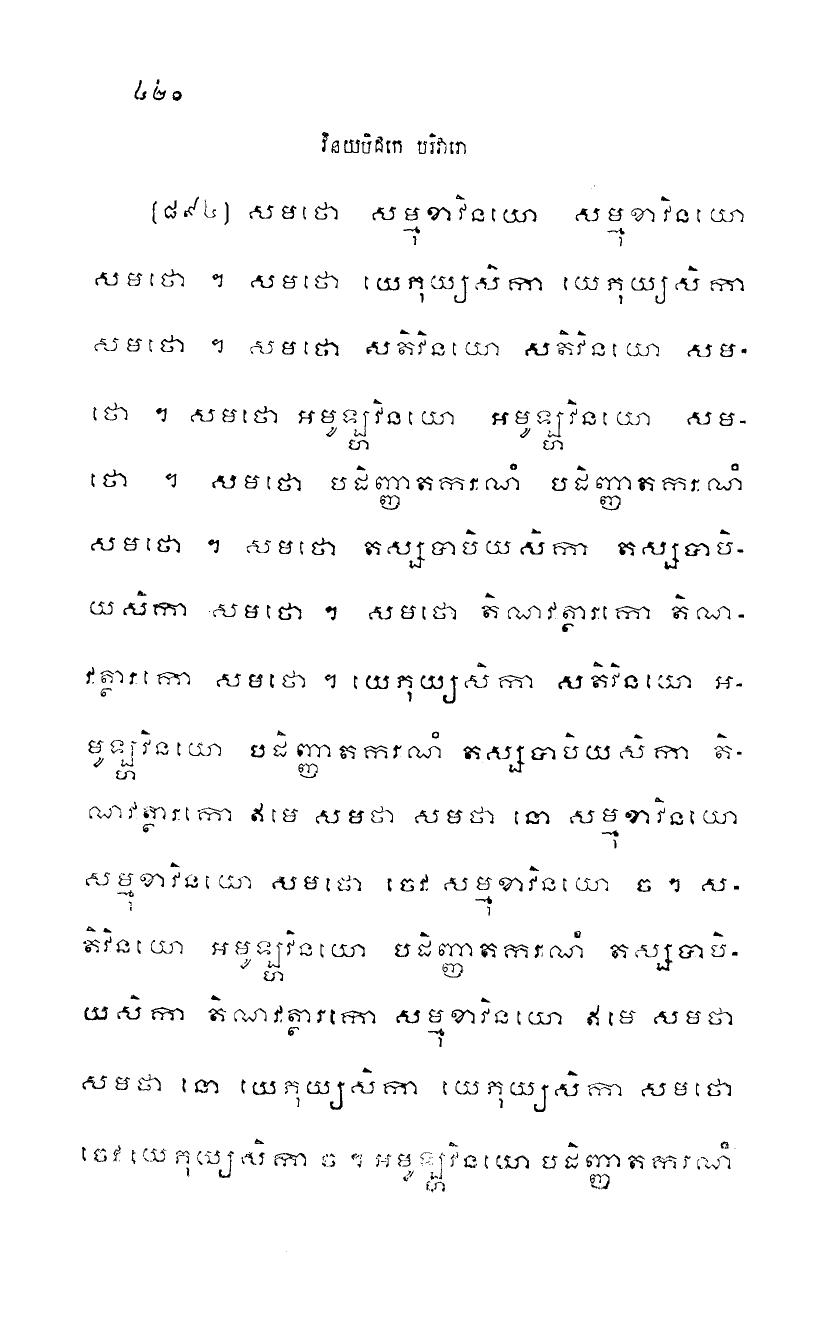 ៤២០
វិនយបិដកេ បរិវារោ
[៨៩៤] សមថោ សម្មុខាវិនយោ សម្មុខាវិនយោ
សមថោ ។ សមថោ យេភុយ្យសិកា យេភុយ្យសិកា
សមថោ ។ សមថោ សតិវិនយោ សតិវិនយោ សម-
ថោ ។ សមថោ អមូឡ្ហវិនយោ អមូឡ្ហវិនយោ សម-
ថោ ។ សមថោ បដិញ្ញាតករណំ បដិញ្ញាតករណំ
សមថោ ។ សមថោ តស្សបាបិយសិកា តស្សបាបិ-
យសិកា សមថោ ។ សមថោ តិណវត្ថារកោ តិណ-
វត្ថារកោ សមថោ ។ យេភុយ្យសិកា សតិវិនយោ អ-
មូឡ្ហវិនយោ បដិញ្ញាតករណំ តស្សបាបិយសិកា តិ-
ណវត្ថារកោ ឥមេ សមថា សមថា នោ សម្មុខាវិនយោ
សម្មុខាវិនយោ សមថោ ចេវ សម្មុខាវិនយោ ច ។ ស-
តិវិនយោ អមូឡ្ហវិនយោ បដិញ្ញាតករណំ តស្សបាបិ-
យសិកា តិណវត្ថារកោ សម្មុខាវិនយោ ឥមេ សមថា
សមថា នោ យេភុយ្យសិកា យេភុយ្យសិកា សមថោ
ចេវ យេភុយ្យសិកា ច ។ អមូឡ្ហវិនយោ បដិញ្ញាតករណំ